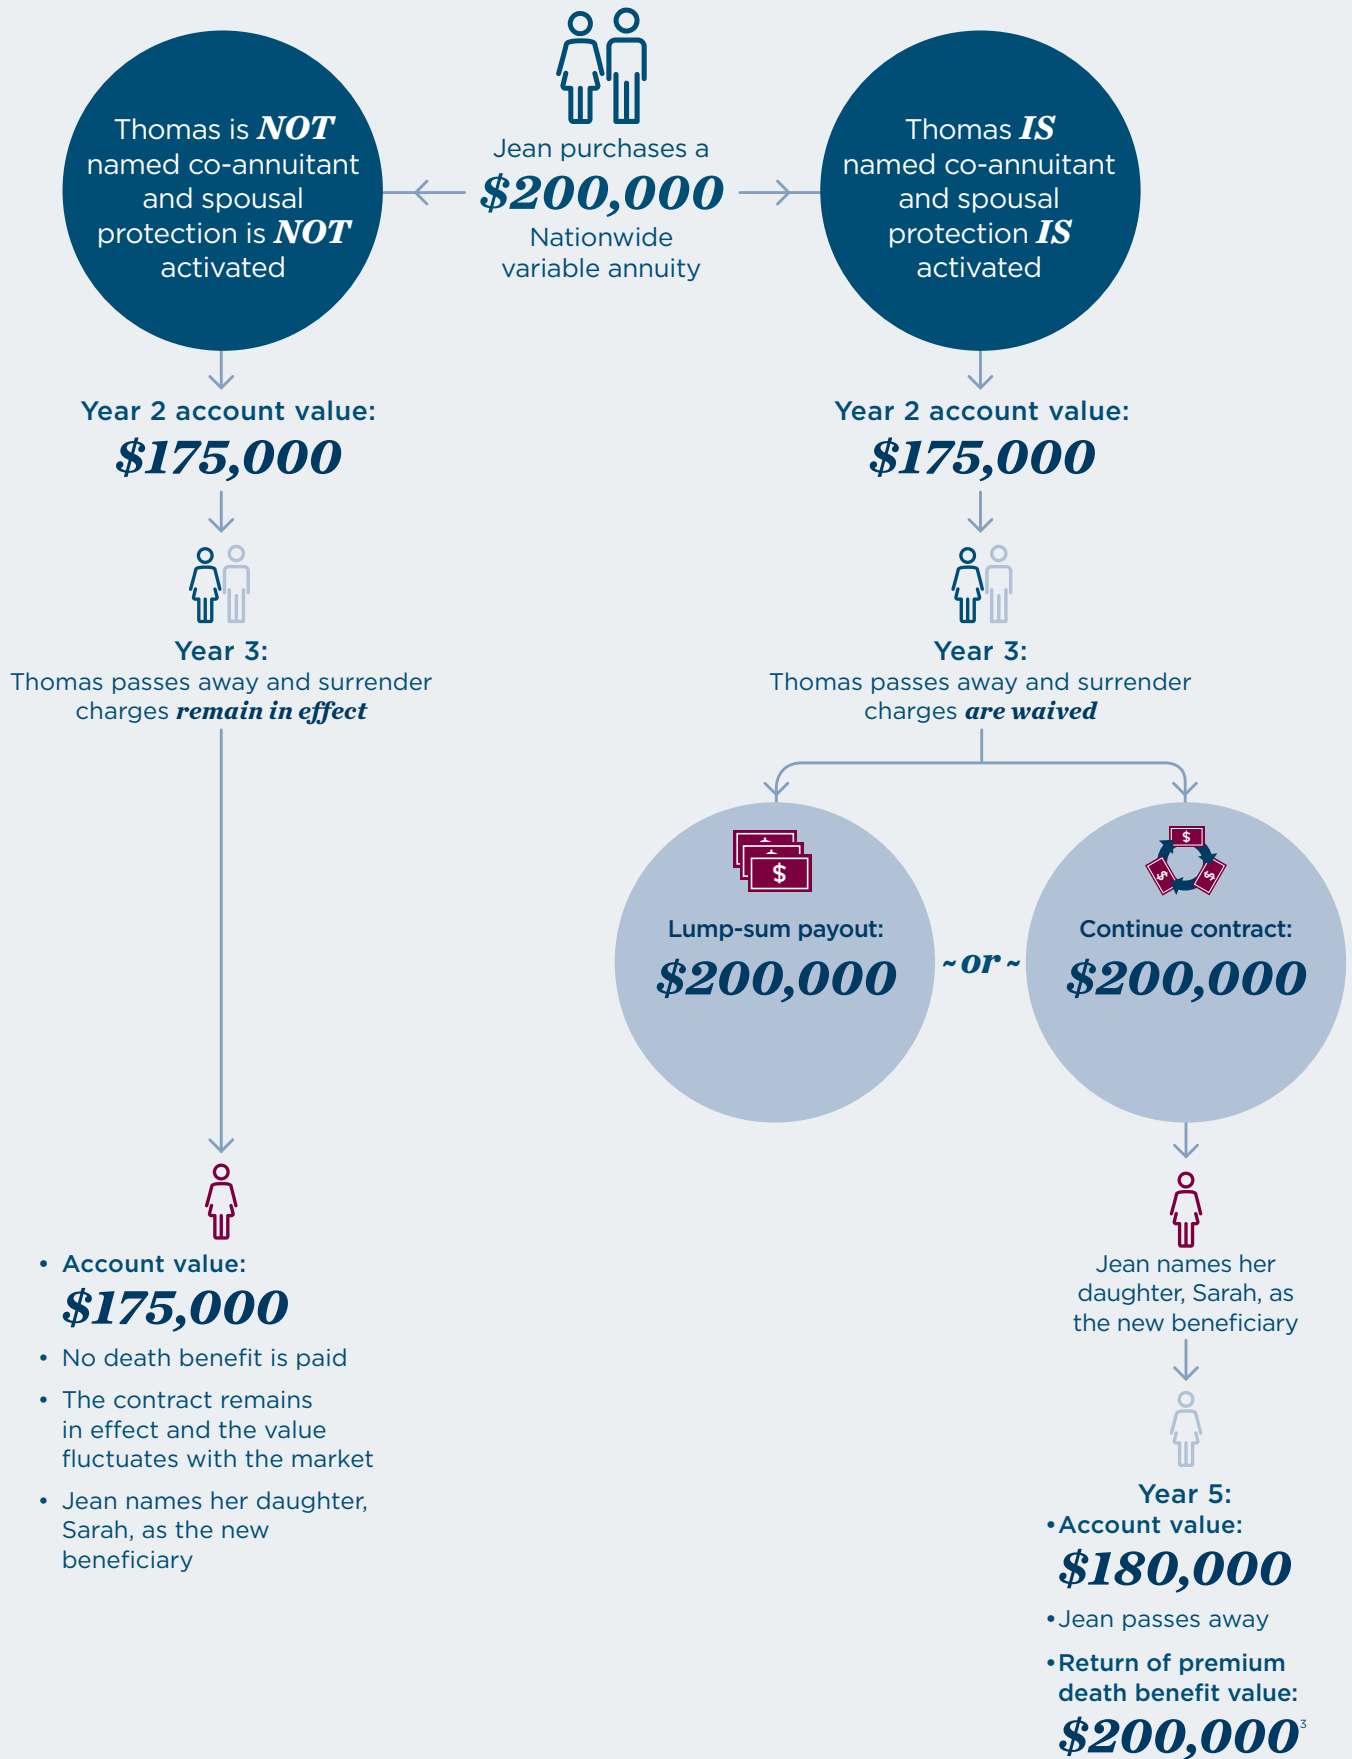 Jean purchases a
$200,000
Nationwide
variable annuity
Thomas is NOT
named co-annuitant
and spousal
protection is NOT
activated
Year 2 account value:
$175,000
Year 3:
Thomas passes away and surrender
charges remain in effect
• Account value:
$175,000
• No death benefit is paid
• The contract remains
in effect and the value
fluctuates with the market
• Jean names her daughter,
Sarah, as the new
beneficiary
Thomas IS
named co-annuitant
and spousal
protection IS
activated
Year 2 account value:
$175,000
Year 3:
Thomas passes away and surrender
charges are waived
$
Lump-sum payout:
$200,000
~or~
$
$
$
Continue contract:
$200,000
Jean names her
daughter, Sarah, as
the new beneficiary
Year 5:
•Account value:
$180,000
•Jean passes away
•Return of premium
death benefit value:
$200,000³